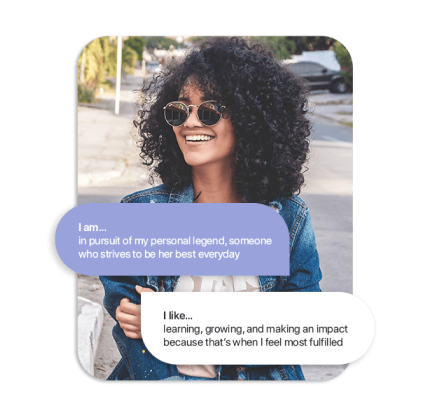 I am...
in pursuit of my personal legend, someone
who strives to be her best everyday
I like...
learning, growing, and making an impact
because that's when I feel most fulfilled